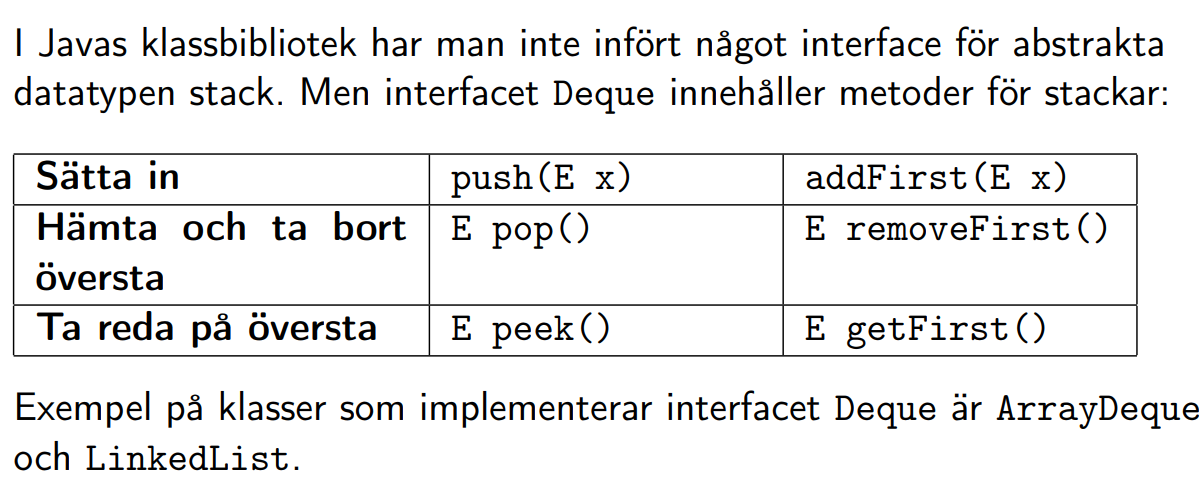 I Javas klassbibliotek har man inte infört något interface för abstrakta
datatypen stack. Men interfacet Deque innehåller metoder för stackar:
Sätta in push(E x) addFirst(E x)
Hämta och ta bort E pop() E removeFirst()
översta
Ta reda på översta E peek() E getFirst()
Exempel på klasser som implementerar interfacet Deque är ArrayDeque
och LinkedList.